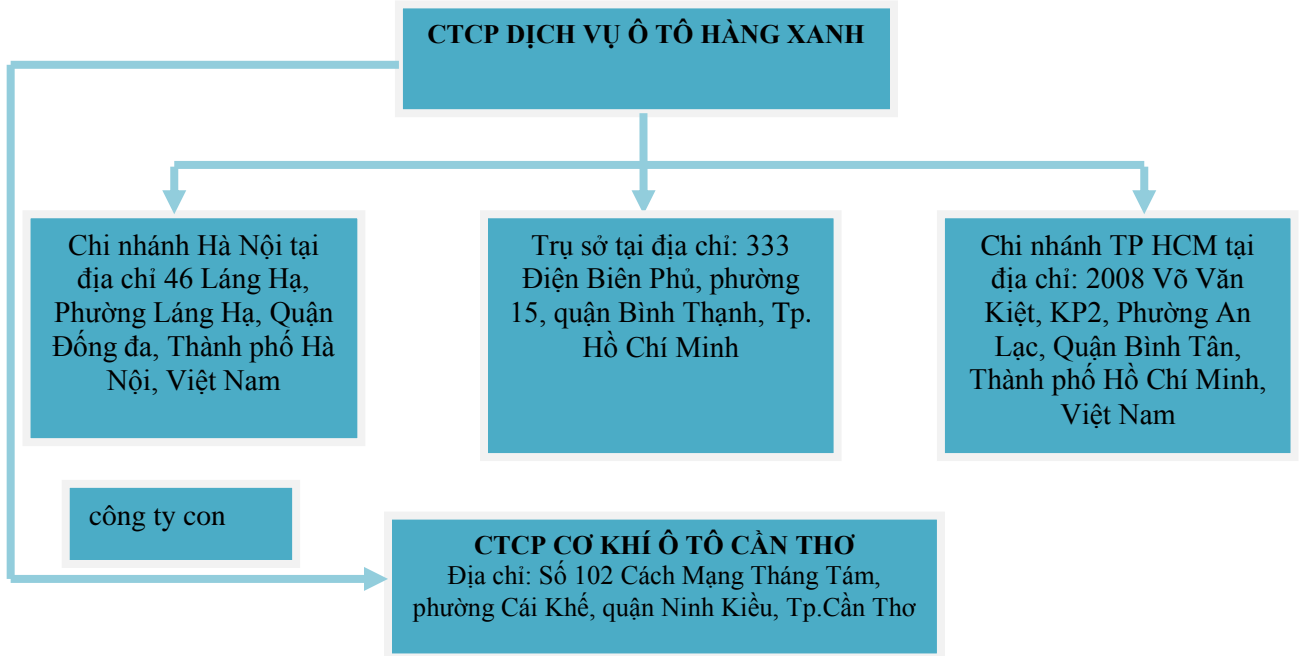 CTCP DỊCH VỤ Ô TÔ HÀNG XANH
Chi nhánh Hà Nội tại
địa chỉ 46 Láng Hạ,
Phường Láng Hạ, Quận
Đống đa, Thành phố Hà
Nội, Việt Nam
Trụ sở tại địa chỉ: 333
Điện Biên Phủ, phường
15, quận Bình Thạnh, Tp.
Hồ Chí Minh
Chi nhánh TP HCM tại
địa chỉ: 2008 Võ Văn
Kiệt, KP2, Phường An
Lạc, Quận Bình Tân,
Thành phố Hồ Chí Minh,
Việt Nam
công ty con
CTCP CƠ KHÍ Ô TÔ CẦN THƠ
Địa chỉ: Số 102 Cách Mạng Tháng Tám,
phường Cái Khế, quận Ninh Kiều, Tp.Cần Thơ